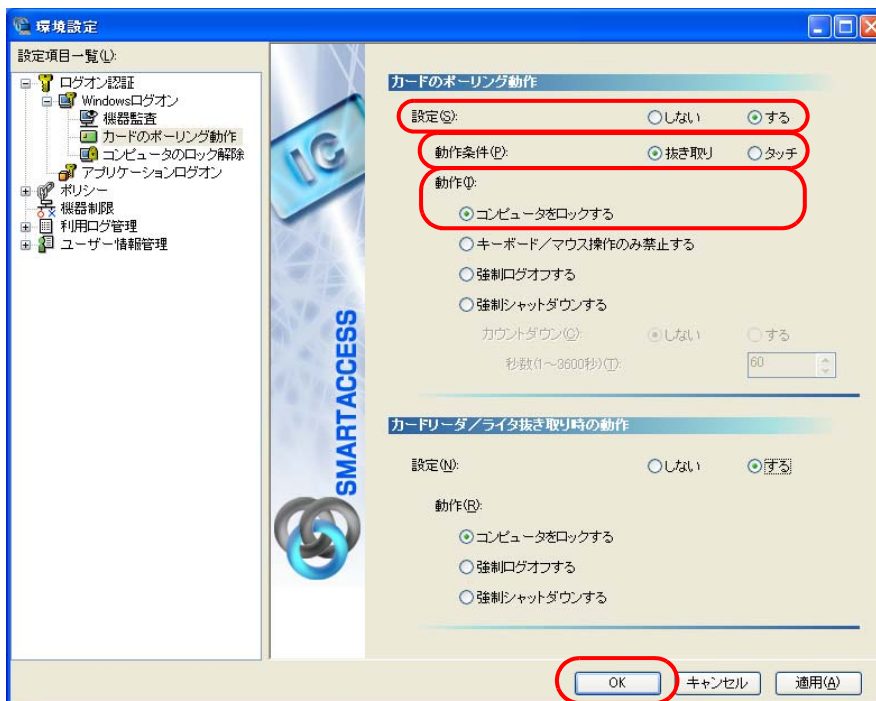 環境設定
設定項目一覧(L):
ログオン認証
Windowsログオン
機器監査
カードのポーリング動作
コンピュータのロック解除
アプリケーションログオン
ポリシー
機器制限
利用ログ管理
ユーザー情報管理
IC
SMARTACCESS
カードのポーリング動作
設定(S): しない する
動作条件(P): 抜き取り タッチ
動作(I):
コンピュータをロックする
キーボード/マウス操作のみ禁止する
強制ログオフする
強制シャットダウンする
カウントダウン(C): しない する
秒数(1~3600秒)(T): 60
カードリーダ/ライタ抜き取り時の動作
設定(N): しない する
動作(R):
コンピュータをロックする
強制ログオフする
強制シャットダウンする
OK キャンセル 適用(A)